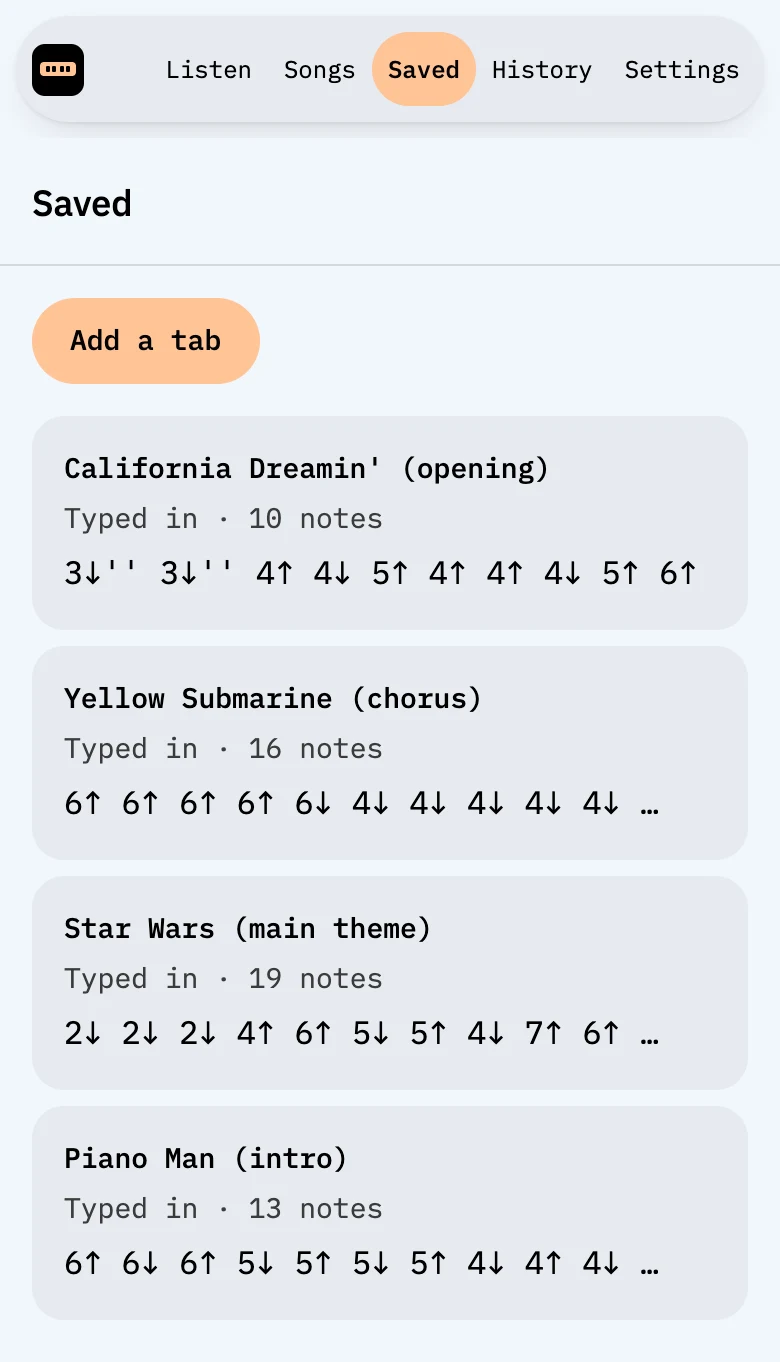 Listen Songs Saved History Settings
Saved
Add a tab
California Dreamin' (opening)
Typed in · 10 notes
3↓'' 3↓'' 4↑ 4↓ 5↑ 4↑ 4↑ 4↓ 5↑ 6↑
Yellow Submarine (chorus)
Typed in · 16 notes
6↑ 6↑ 6↑ 6↑ 6↓ 4↓ 4↓ 4↓ 4↓ 4↓ …
Star Wars (main theme)
Typed in · 19 notes
2↓ 2↓ 2↓ 4↑ 6↑ 5↓ 5↑ 4↓ 7↑ 6↑ …
Piano Man (intro)
Typed in · 13 notes
6↑ 6↓ 6↑ 5↓ 5↑ 5↓ 5↑ 4↓ 4↑ 4↓ …